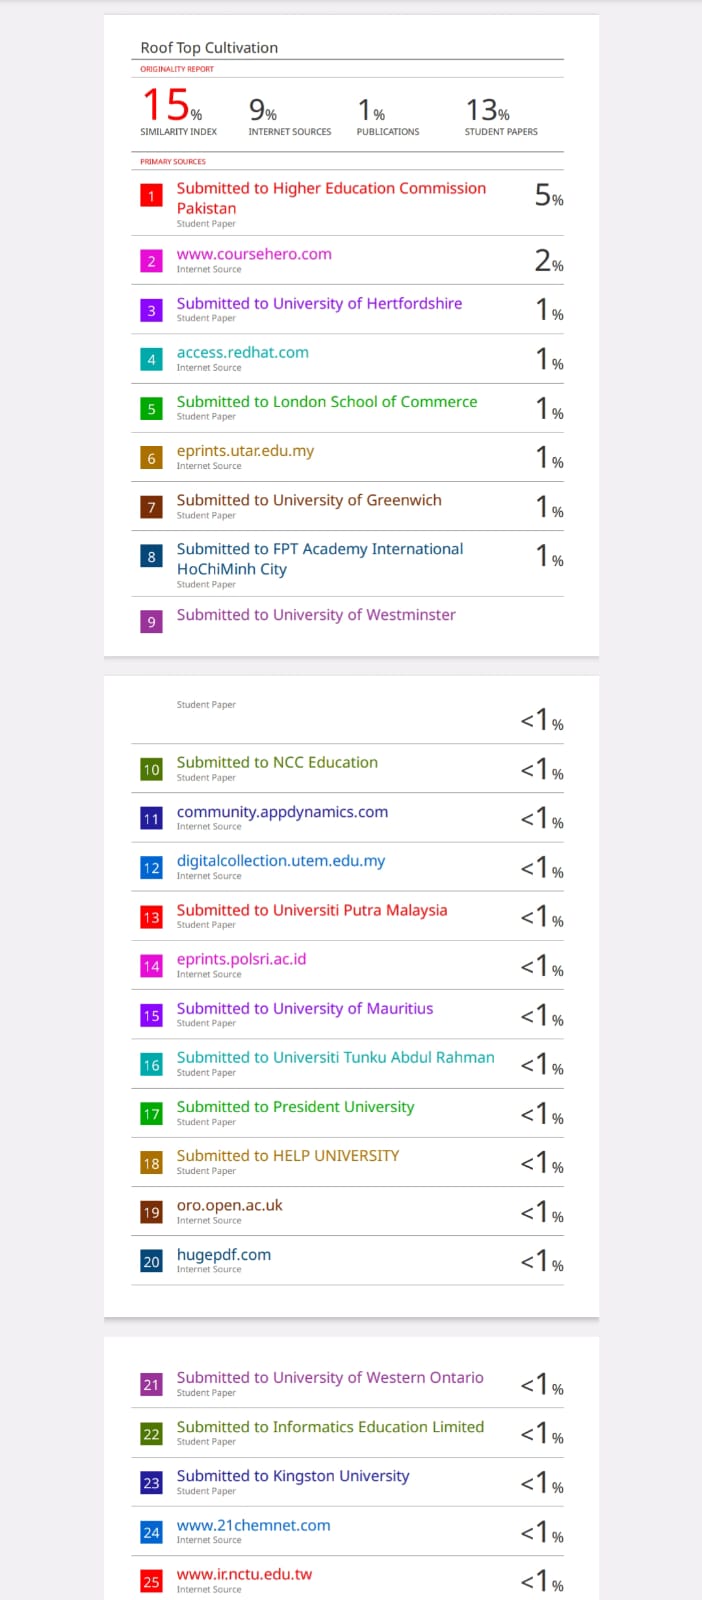 Roof Top Cultivation
ORIGINALITY REPORT
15%
SIMILARITY INDEX
9%
INTERNET SOURCES
1%
PUBLICATIONS
13%
STUDENT PAPERS
PRIMARY SOURCES
1
Submitted to Higher Education Commission
Pakistan
Student Paper
5%
2
www.coursehero.com
Internet Source
2%
3
Submitted to University of Hertfordshire
Student Paper
1%
4
access.redhat.com
Internet Source
1%
5
Submitted to London School of Commerce
Student Paper
1%
6
eprints.utar.edu.my
Internet Source
1%
7
Submitted to University of Greenwich
Student Paper
1%
8
Submitted to FPT Academy International
HoChiMinh City
Student Paper
1%
9
Submitted to University of Westminster
Student Paper
<1%
10
Submitted to NCC Education
Student Paper
<1%
11
community.appdynamics.com
Internet Source
<1%
12
digitalcollection.utem.edu.my
Internet Source
<1%
13
Submitted to Universiti Putra Malaysia
Student Paper
<1%
14
eprints.polsri.ac.id
Internet Source
<1%
15
Submitted to University of Mauritius
Student Paper
<1%
16
Submitted to Universiti Tunku Abdul Rahman
Student Paper
<1%
17
Submitted to President University
Student Paper
<1%
18
Submitted to HELP UNIVERSITY
Student Paper
<1%
19
oro.open.ac.uk
Internet Source
<1%
20
hugepdf.com
Internet Source
<1%
21
Submitted to University of Western Ontario
Student Paper
<1%
22
Submitted to Informatics Education Limited
Student Paper
<1%
23
Submitted to Kingston University
Student Paper
<1%
24
www.21chemnet.com
Internet Source
<1%
25
www.ir.nctu.edu.tw
Internet Source
<1%